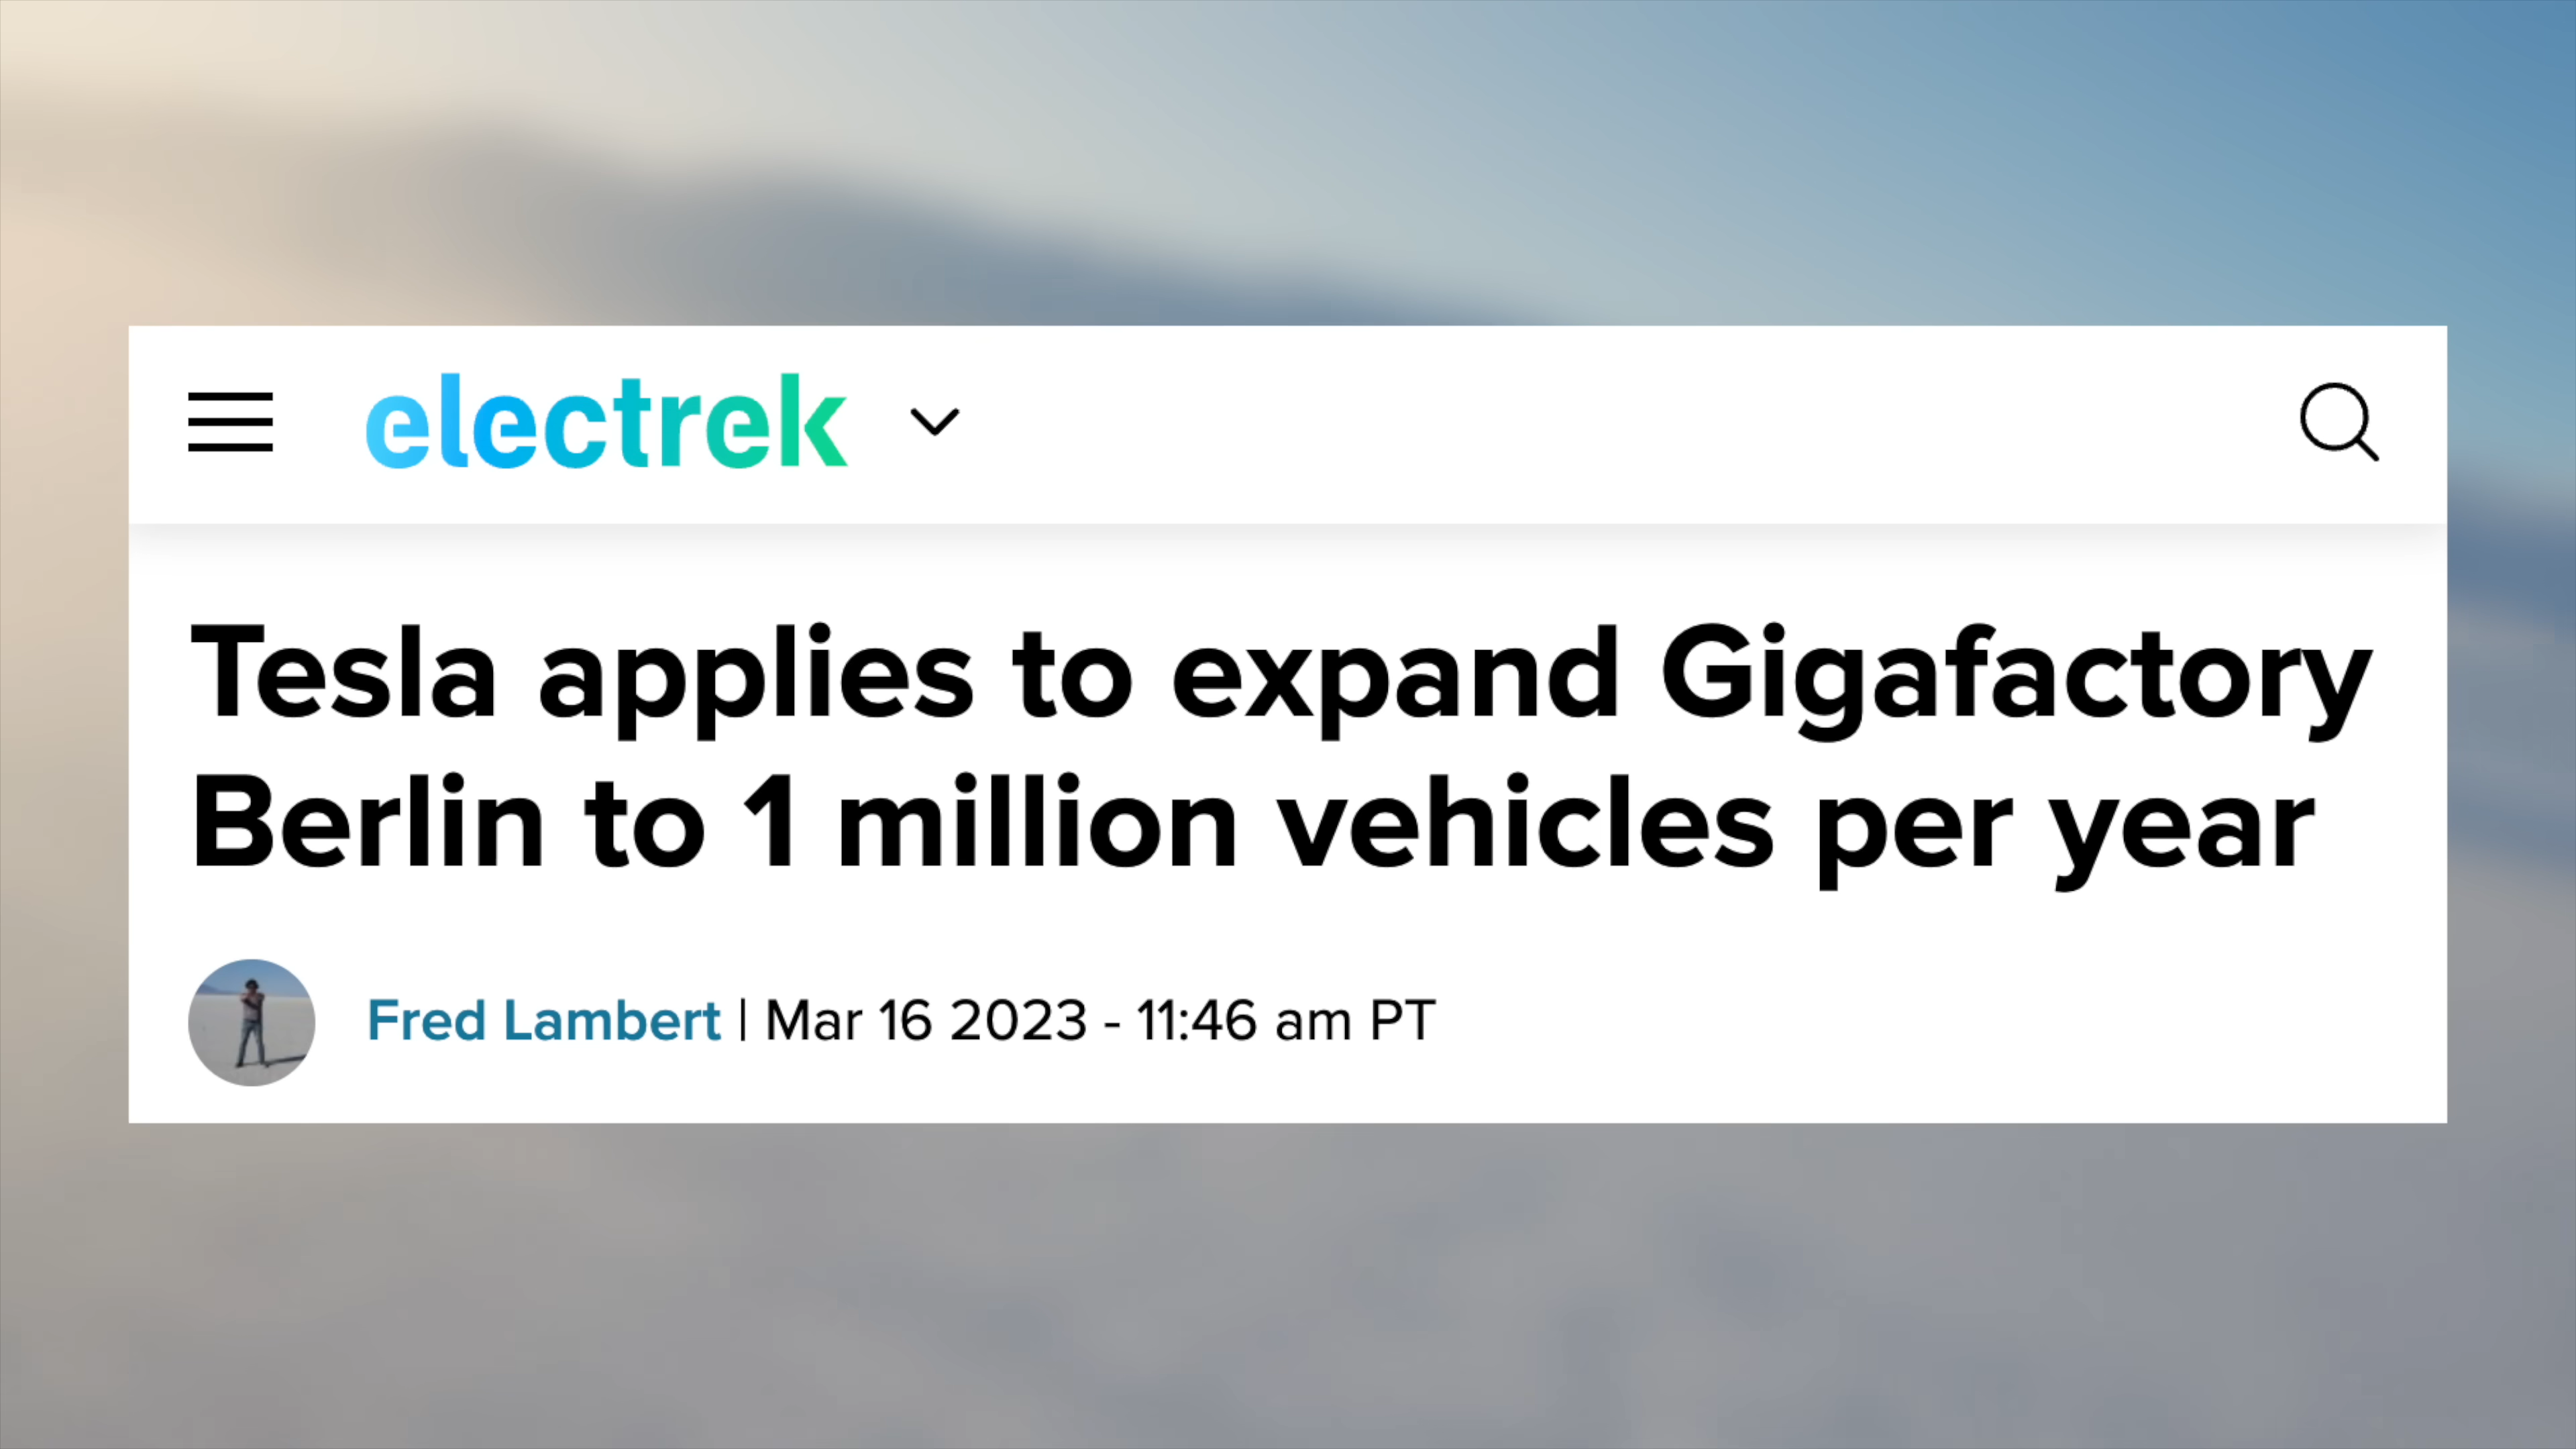 electrek
Tesla applies to expand Gigafactory
Berlin to 1 million vehicles per year
Fred Lambert | Mar 16 2023 - 11:46 am PT